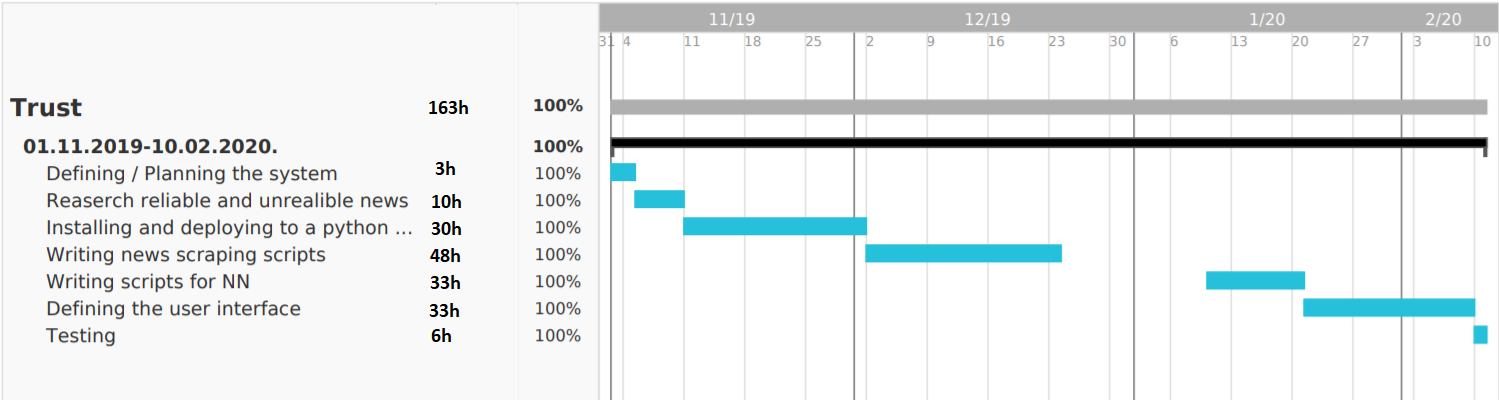 11/19 12/19 1/20 2/20
31 4 11 18 25 2 9 16 23 30 6 13 20 27 3 10
Trust 163h 100%
01.11.2019-10.02.2020. 100%
Defining / Planning the system 3h 100%
Reaserch reliable and unrealible news 10h 100%
Installing and deploying to a python ... 30h 100%
Writing news scraping scripts 48h 100%
Writing scripts for NN 33h 100%
Defining the user interface 33h 100%
Testing 6h 100%